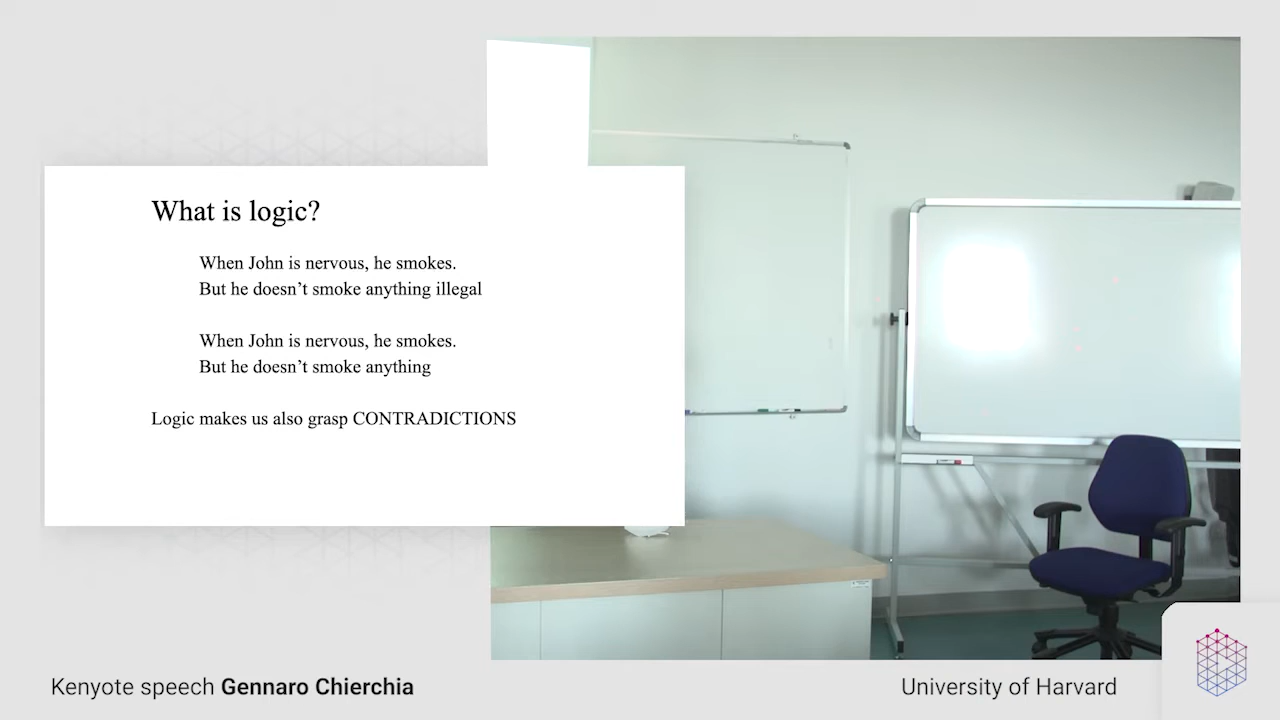 What is logic?
When John is nervous, he smokes.
But he doesn’t smoke anything illegal
When John is nervous, he smokes.
But he doesn’t smoke anything
Logic makes us also grasp CONTRADICTIONS
Kenyote speech Gennaro Chierchia
University of Harvard